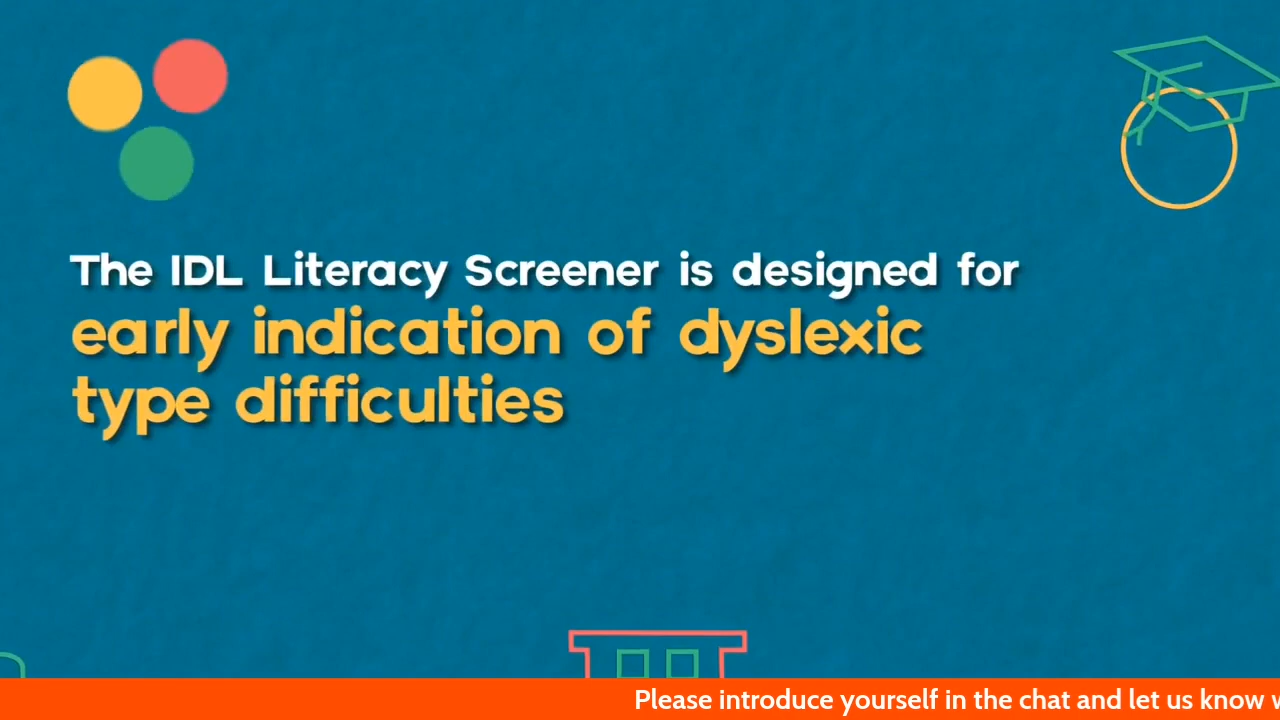 The IDL Literacy Screener is designed for
early indication of dyslexic
type difficulties
Please introduce yourself in the chat and let us know